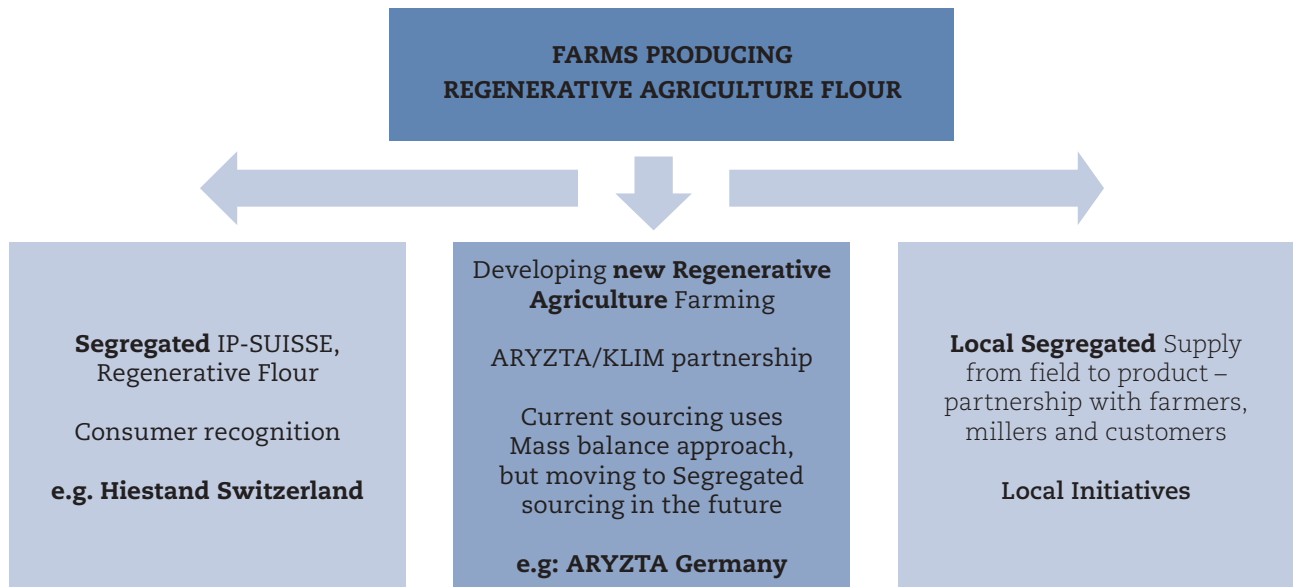 FARMS PRODUCING
REGENERATIVE AGRICULTURE FLOUR
Segregated IP-SUISSE,
Regenerative Flour
Consumer recognition
e.g. Hiestand Switzerland
Developing new Regenerative
Agriculture Farming
ARYZTA/KLIM partnership
Current sourcing uses
Mass balance approach,
but moving to Segregated
sourcing in the future
e.g: ARYZTA Germany
Local Segregated Supply
from field to product –
partnership with farmers,
millers and customers
Local Initiatives